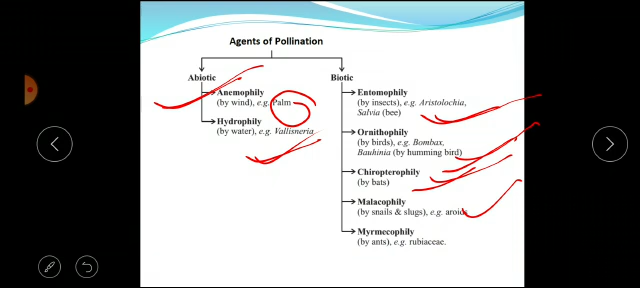 Agents of Pollination
Abiotic
Anemophily
(by wind), e.g. Palm
Hydrophily
(by water), e.g. Vallisneria
Biotic
Entomophily
(by insects), e.g. Aristolochia,
Salvia (bee)
Ornithophily
(by birds), e.g. Bombax,
Bauhinia (by humming bird)
Chiropterophily
(by bats)
Malacophily
(by snails & slugs), e.g. aroids
Myrmecophily
(by ants), e.g. rubiaceae.